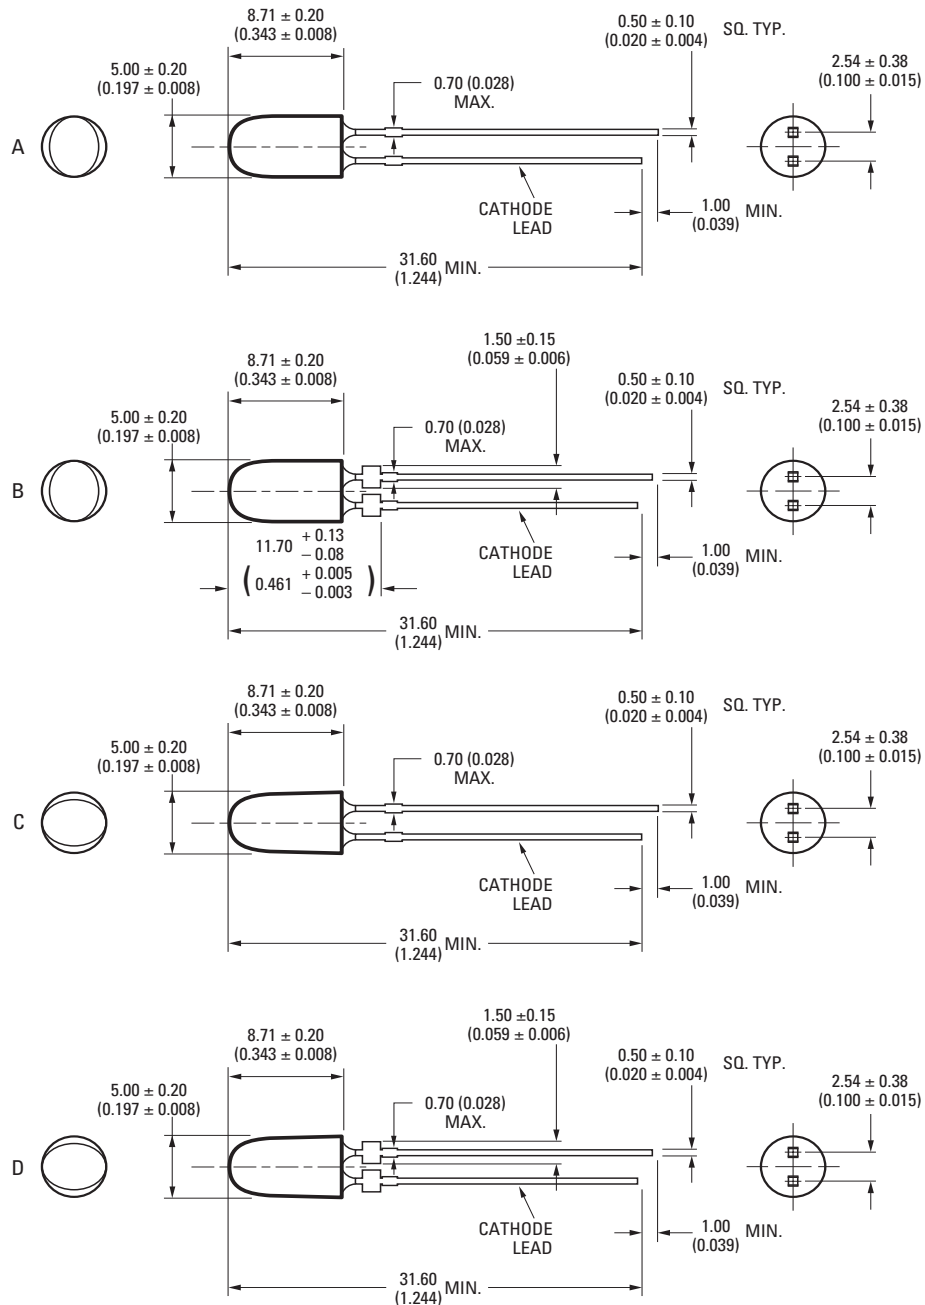 8.71 ± 0.20
(0.343 ± 0.008)
0.50 ± 0.10
(0.020 ± 0.004)
SQ. TYP.
5.00 ± 0.20
(0.197 ± 0.008)
0.70 (0.028)
MAX.
2.54 ± 0.38
(0.100 ± 0.015)
A
CATHODE
LEAD
1.00
(0.039)
MIN.
31.60
(1.244)
MIN.
1.50 ±0.15
(0.059 ± 0.006)
8.71 ± 0.20
(0.343 ± 0.008)
0.50 ± 0.10
(0.020 ± 0.004)
SQ. TYP.
5.00 ± 0.20
(0.197 ± 0.008)
0.70 (0.028)
MAX.
2.54 ± 0.38
(0.100 ± 0.015)
B
11.70 + 0.13
– 0.08
(0.461 + 0.005
– 0.003)
CATHODE
LEAD
1.00
(0.039)
MIN.
31.60
(1.244)
MIN.
8.71 ± 0.20
(0.343 ± 0.008)
0.50 ± 0.10
(0.020 ± 0.004)
SQ. TYP.
5.00 ± 0.20
(0.197 ± 0.008)
0.70 (0.028)
MAX.
2.54 ± 0.38
(0.100 ± 0.015)
C
CATHODE
LEAD
1.00
(0.039)
MIN.
31.60
(1.244)
MIN.
1.50 ±0.15
(0.059 ± 0.006)
8.71 ± 0.20
(0.343 ± 0.008)
0.50 ± 0.10
(0.020 ± 0.004)
SQ. TYP.
5.00 ± 0.20
(0.197 ± 0.008)
0.70 (0.028)
MAX.
2.54 ± 0.38
(0.100 ± 0.015)
D
CATHODE
LEAD
1.00
(0.039)
MIN.
31.60
(1.244)
MIN.